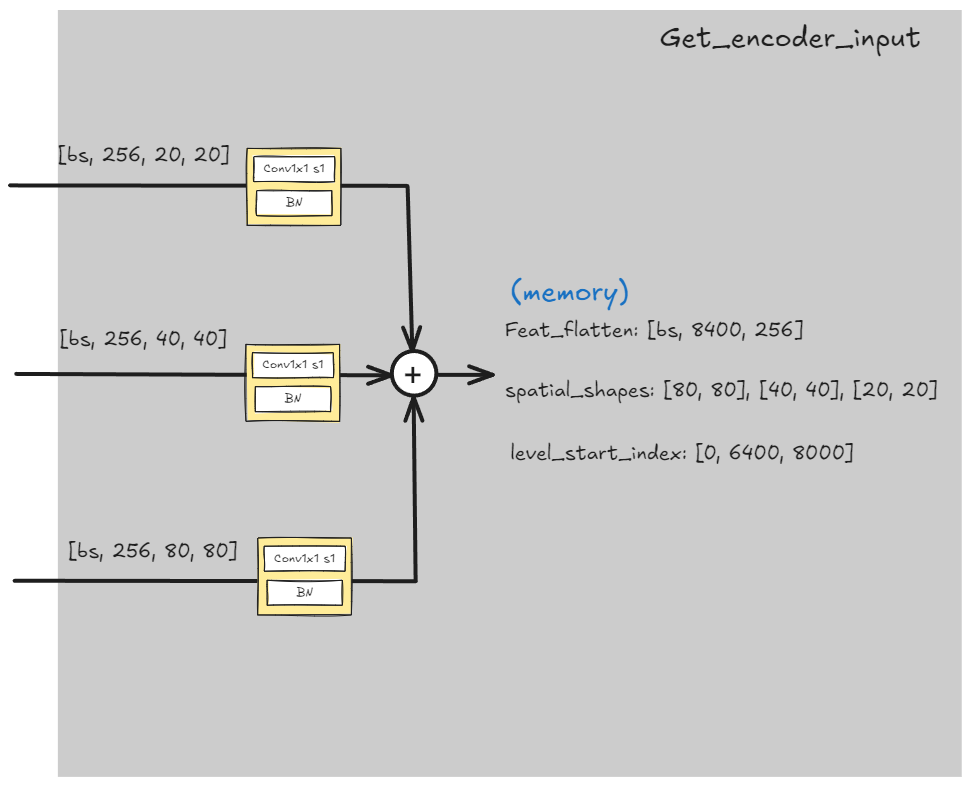 Get_encoder_input
[bs, 256, 20, 20]
Conv1x1 s1
BN
[bs, 256, 40, 40]
Conv1x1 s1
BN
+
(memory)
Feat_flatten: [bs, 8400, 256]
spatial_shapes: [80, 80], [40, 40], [20, 20]
level_start_index: [0, 6400, 8000]
[bs, 256, 80, 80]
Conv1x1 s1
BN